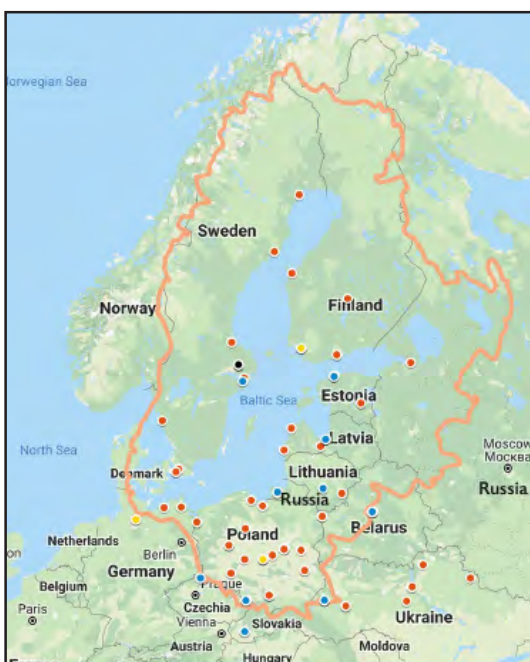 orwegian Sea
Sweden
Norway
Finland
Estonia
Baltic Sea
North Sea
Latvia
Moscow
Москва
Denmark
Lithuania
Russia
Russia
Belarus
Poland
Netherlands
Berlin
Germany
Belgium
Prague
Paris
Czechia
Ukraine
Slovakia
Vienna
Austria
Moldova
Hungary